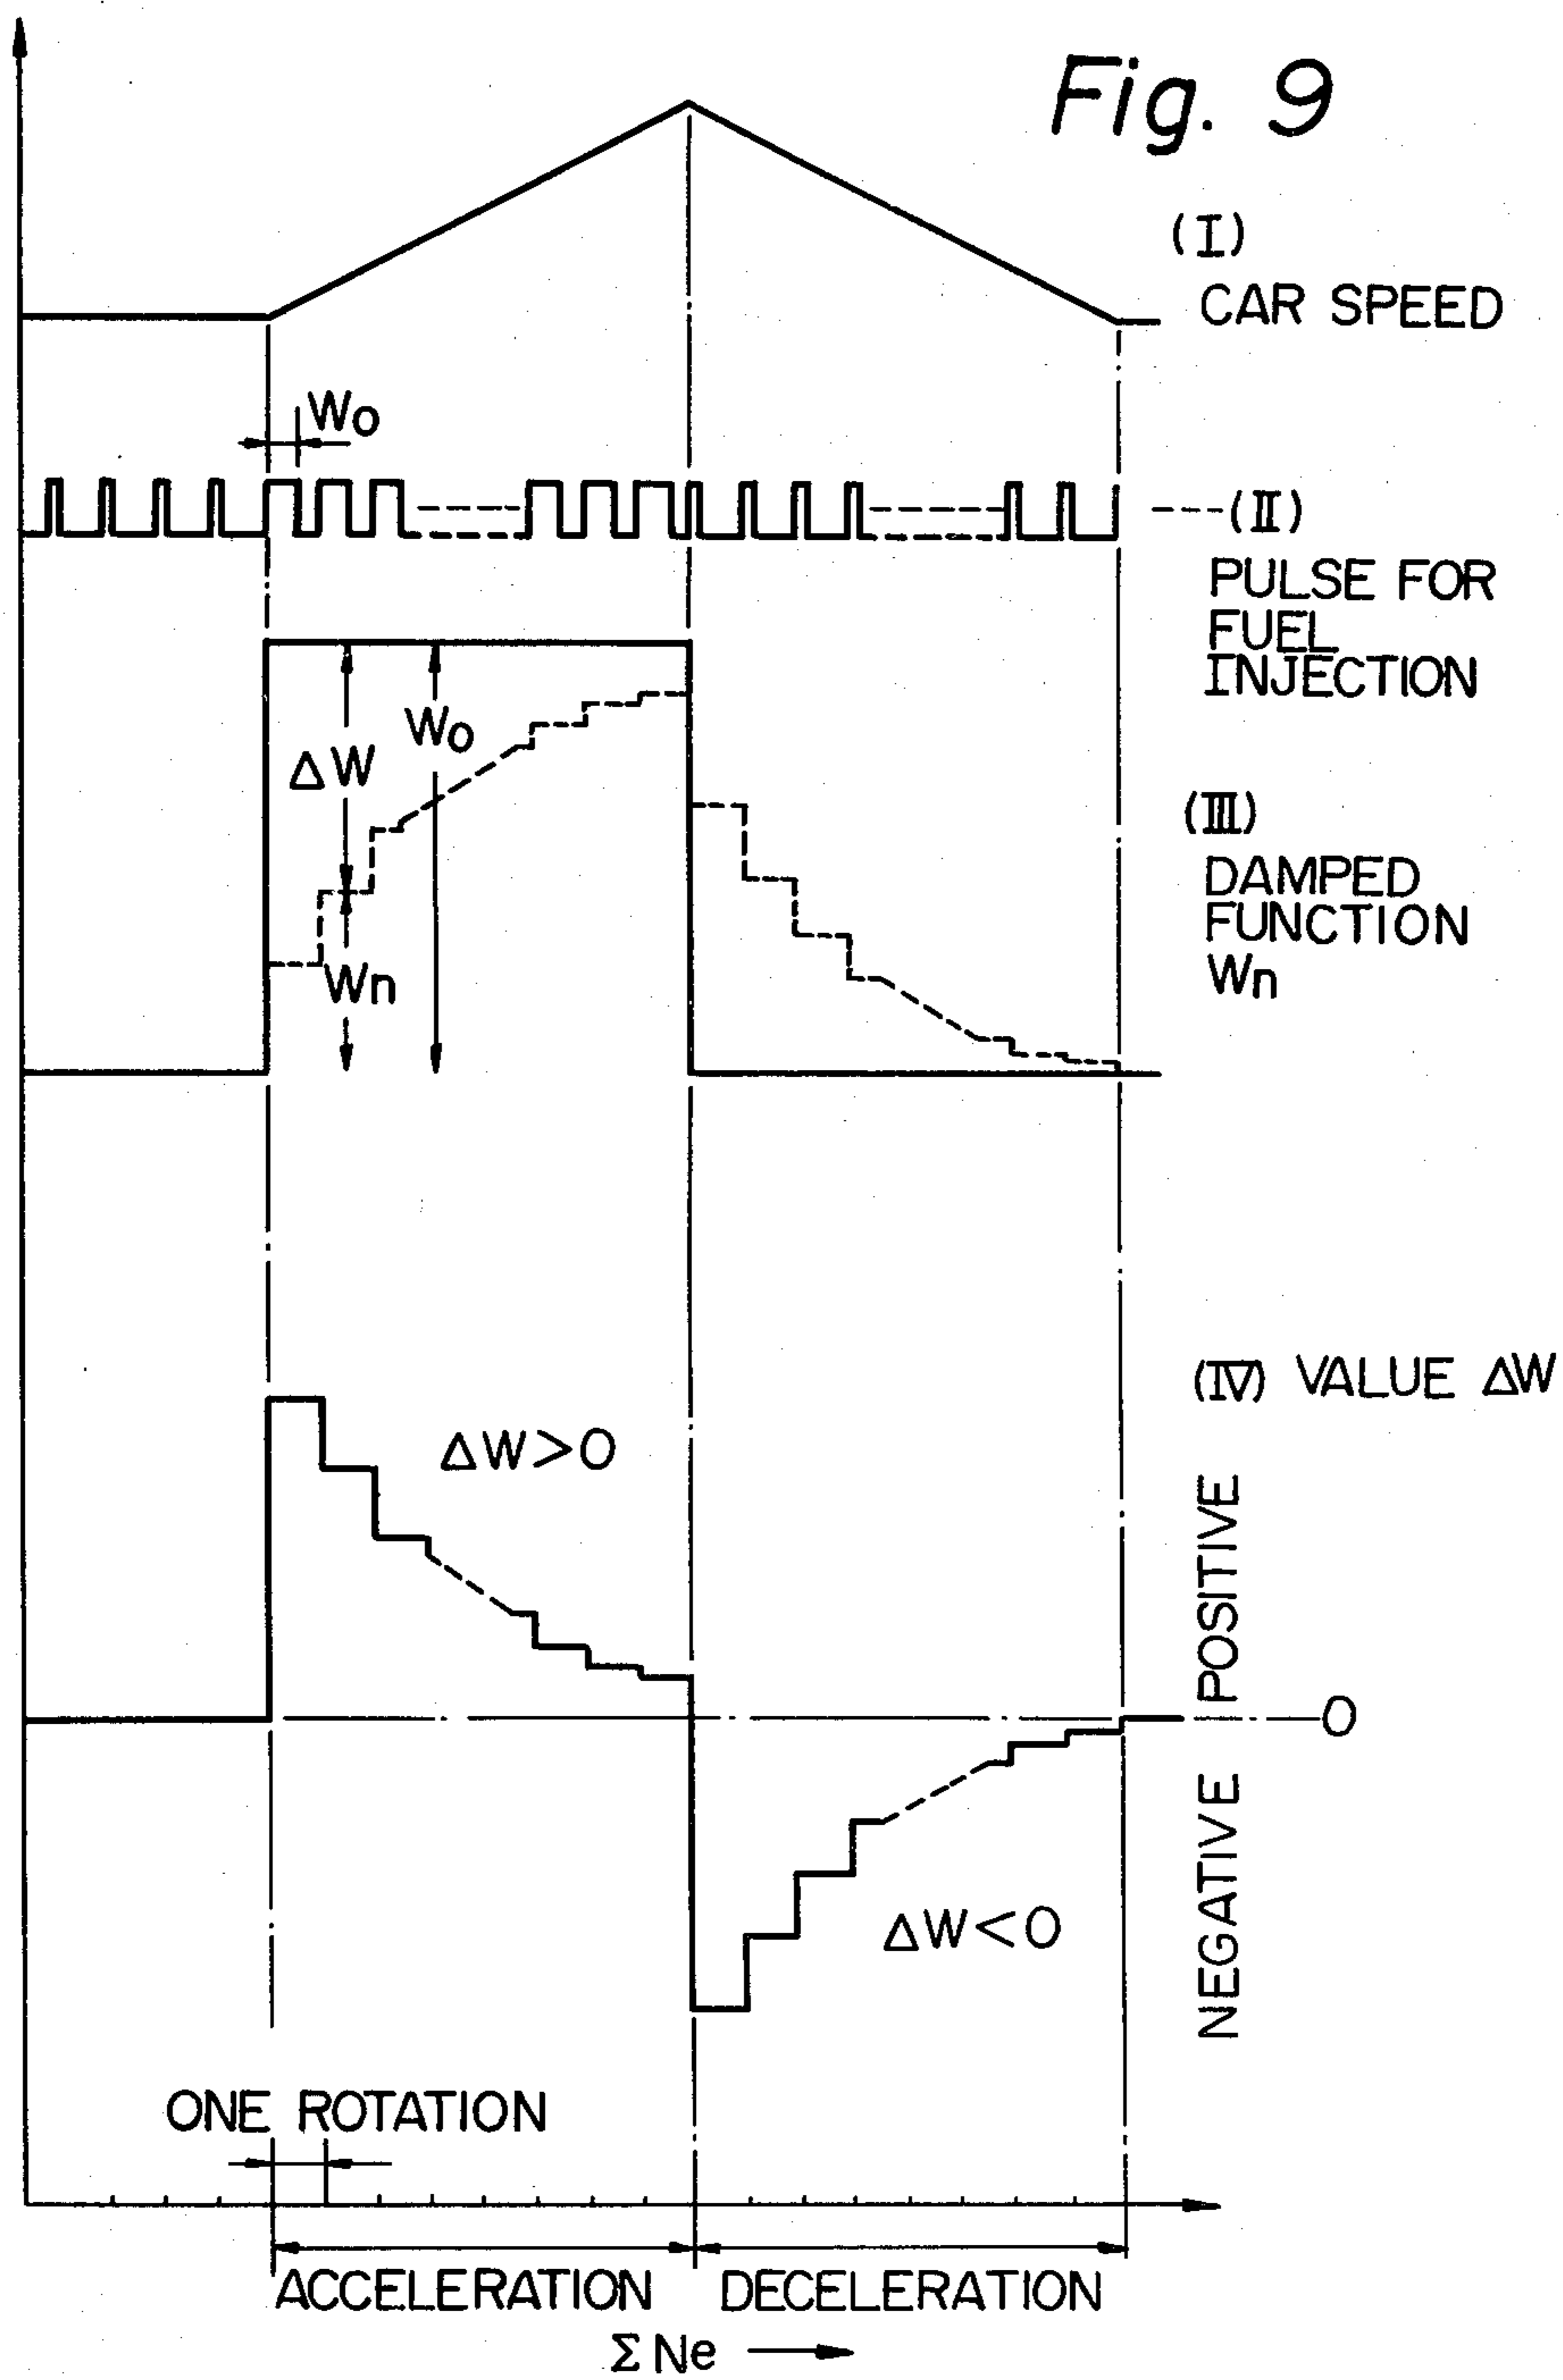 Fig. 9
(I)
CAR SPEED
Wo
(II)
PULSE FOR
FUEL
INJECTION
ΔW
Wo
Wn
(III)
DAMPED
FUNCTION
Wn
(IV) VALUE ΔW
ΔW>0
POSITIVE
0
NEGATIVE
ΔW<0
ONE ROTATION
ACCELERATION
DECELERATION
ΣNe